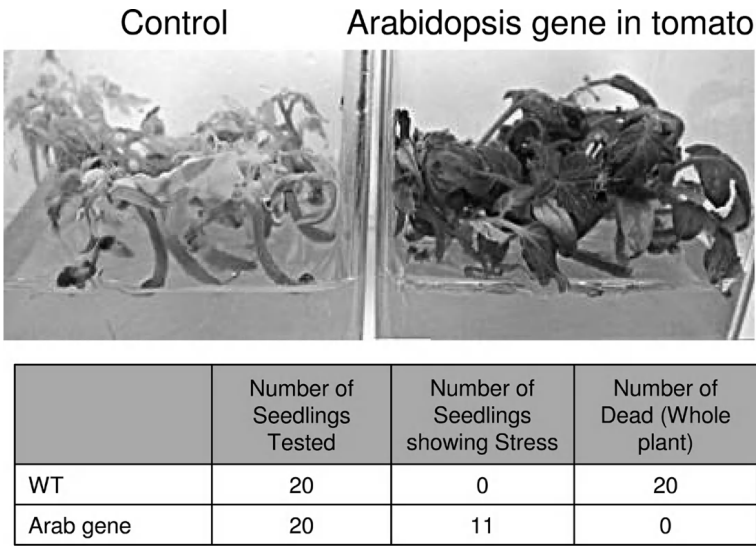 Control
Arabidopsis gene in tomato
Number of
Seedlings
Tested
Number of
Seedlings
showing Stress
Number of
Dead (Whole
plant)
WT 20 0 20
Arab gene 20 11 0